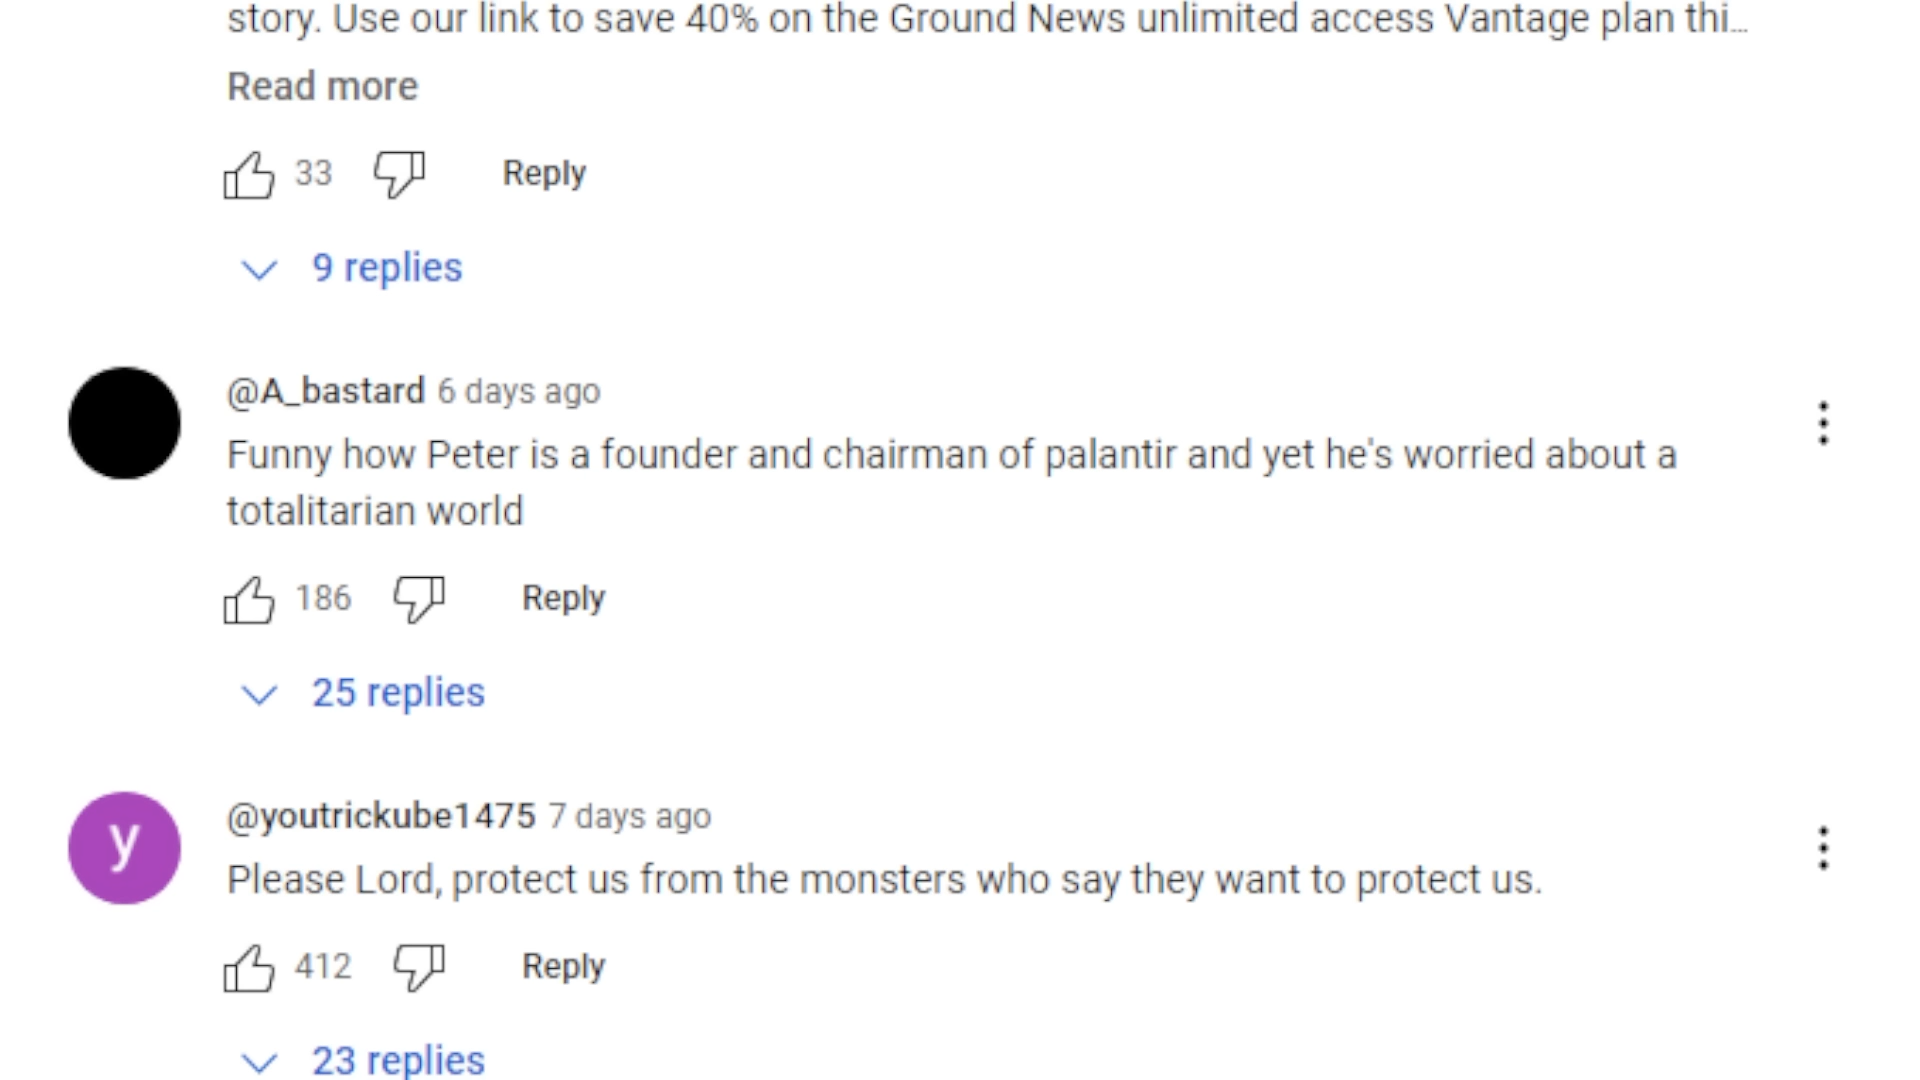 story. Use our link to save 40% on the Ground News unlimited access Vantage plan thi...
Read more
33 Reply
9 replies
@A_bastard 6 days ago
Funny how Peter is a founder and chairman of palantir and yet he's worried about a
totalitarian world
186 Reply
25 replies
y
@youtrickube1475 7 days ago
Please Lord, protect us from the monsters who say they want to protect us.
412 Reply
23 replies